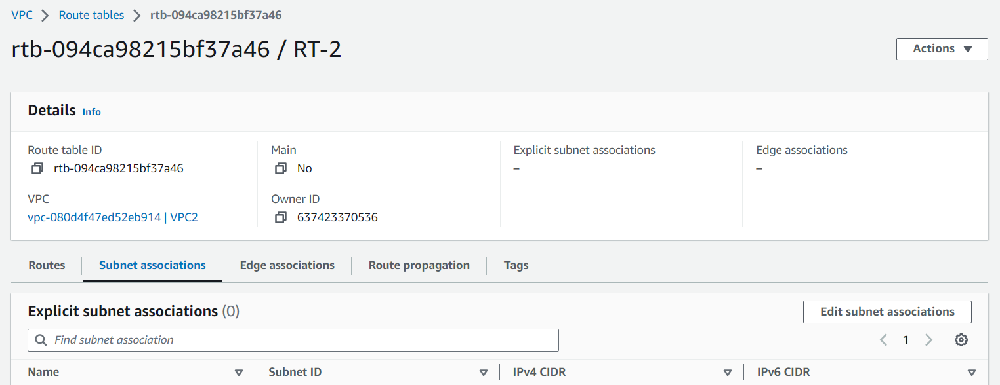 VPC > Route tables > rtb-094ca98215bf37a46
rtb-094ca98215bf37a46 / RT-2
Actions
Details Info
Route table ID
rtb-094ca98215bf37a46
Main
No
Explicit subnet associations
–
Edge associations
–
VPC
vpc-080d4f47ed52eb914 | VPC2
Owner ID
637423370536
Routes Subnet associations Edge associations Route propagation Tags
Explicit subnet associations (0)
Edit subnet associations
Find subnet association
1
Name Subnet ID IPv4 CIDR IPv6 CIDR